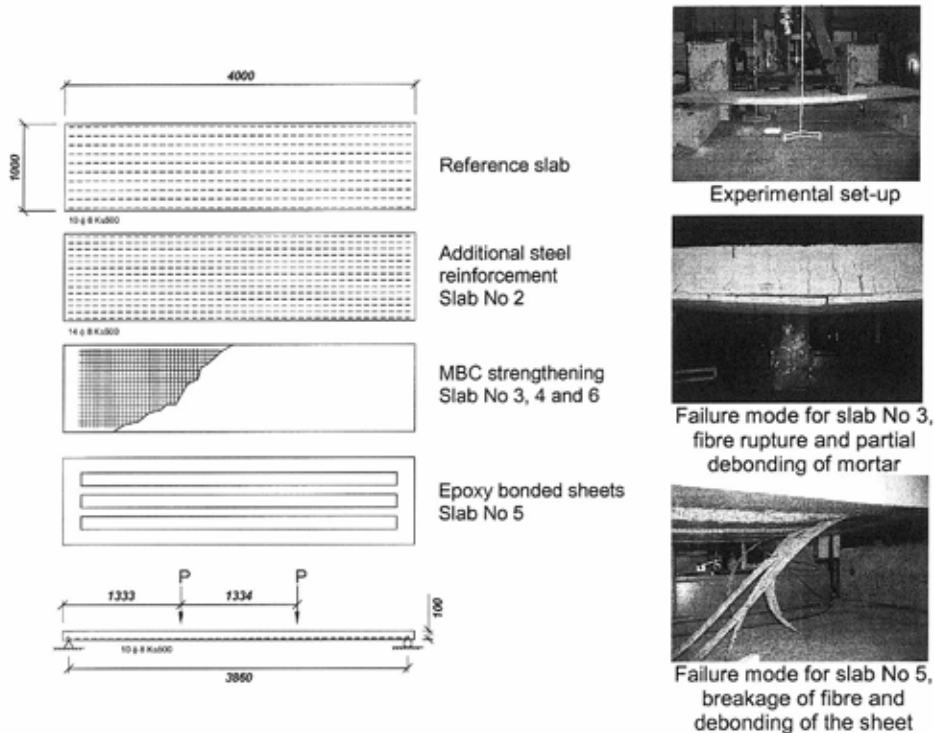 4000
1000
Reference slab
10 ϕ 8 Ks500
Additional steel
reinforcement
Slab No 2
14 ϕ 8 Ks500
MBC strengthening
Slab No 3, 4 and 6
Epoxy bonded sheets
Slab No 5
P
P
1333
1334
100
10 ϕ 8 Ks500
3860
Experimental set-up
Failure mode for slab No 3,
fibre rupture and partial
debonding of mortar
Failure mode for slab No 5,
breakage of fibre and
debonding of the sheet